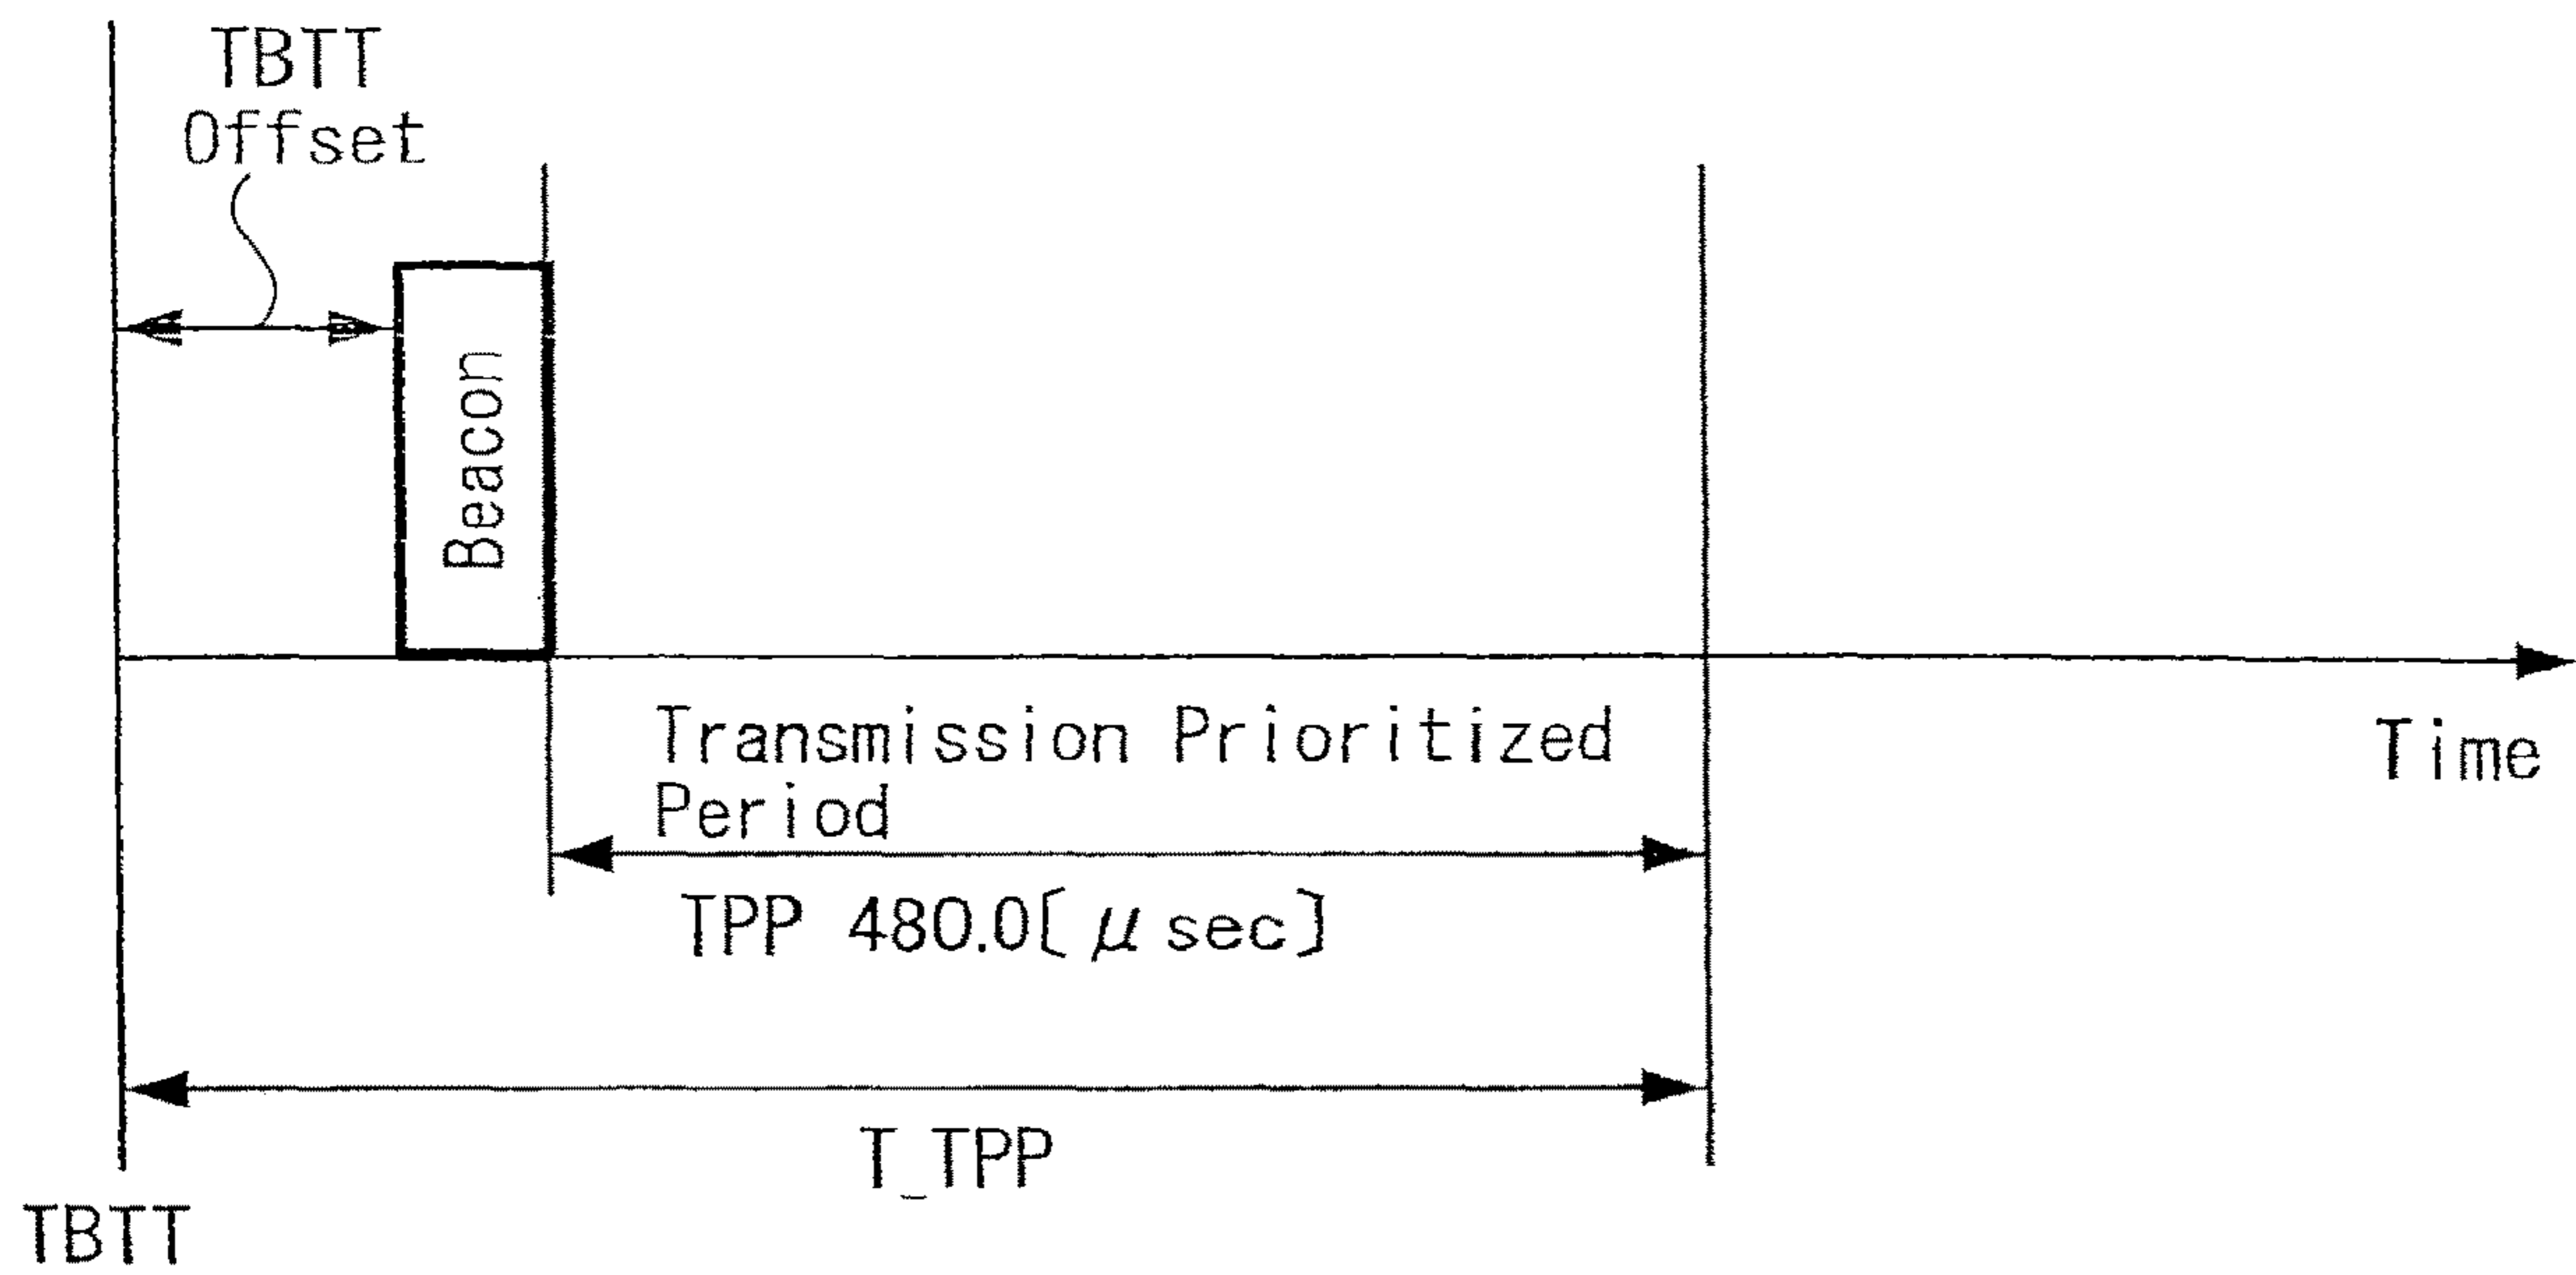 TBTT
Offset
Beacon
Transmission Prioritized
Period
Time
TPP 480.0[μsec]
T_TPP
TBTT